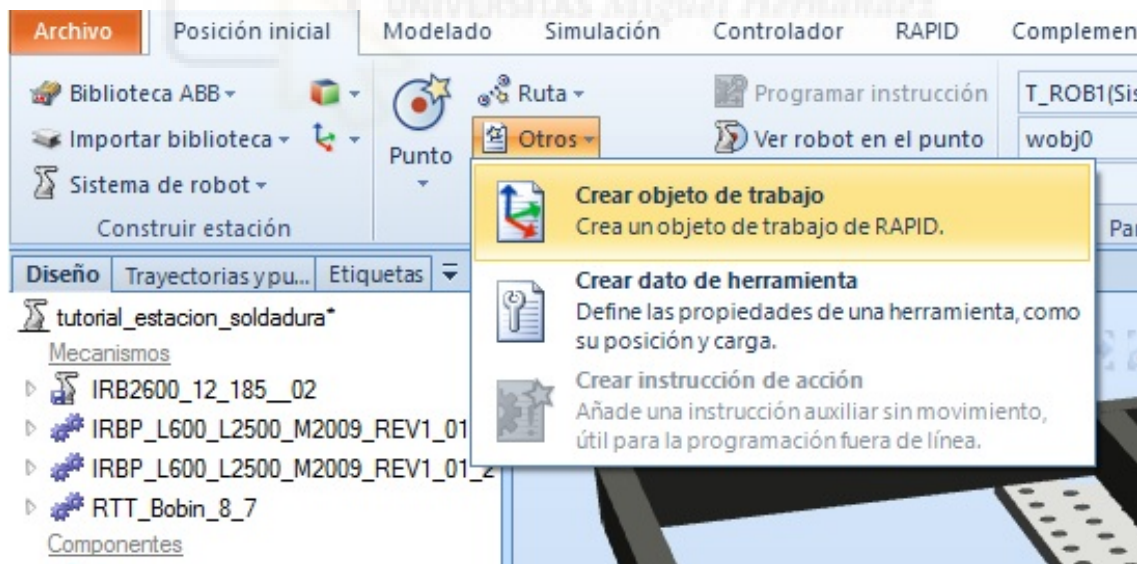 UNIVERSITAS Miguel Hernández
Archivo Posición inicial Modelado Simulación Controlador RAPID Complemen
Biblioteca ABB
Importar biblioteca
Sistema de robot
Construir estación
Punto
Ruta
Otros
Programar instrucción
Ver robot en el punto
T_ROB1(Sis
wobj0
Pa
Crear objeto de trabajo
Crea un objeto de trabajo de RAPID.
Crear dato de herramienta
Define las propiedades de una herramienta, como
su posición y carga.
Crear instrucción de acción
Añade una instrucción auxiliar sin movimiento,
útil para la programación fuera de línea.
Diseño Trayectorias y pu... Etiquetas
tutorial_estacion_soldadura*
Mecanismos
IRB2600_12_185__02
IRBP_L600_L2500_M2009_REV1_01
IRBP_L600_L2500_M2009_REV1_01_2
RTT_Bobin_8_7
Componentes